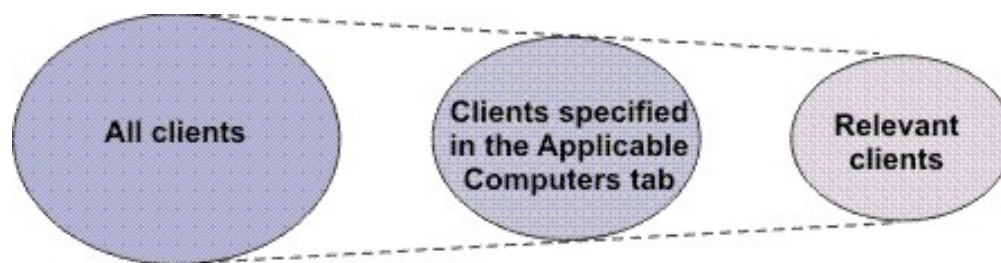 All clients
Clients specified
in the Applicable
Computers tab
Relevant
clients